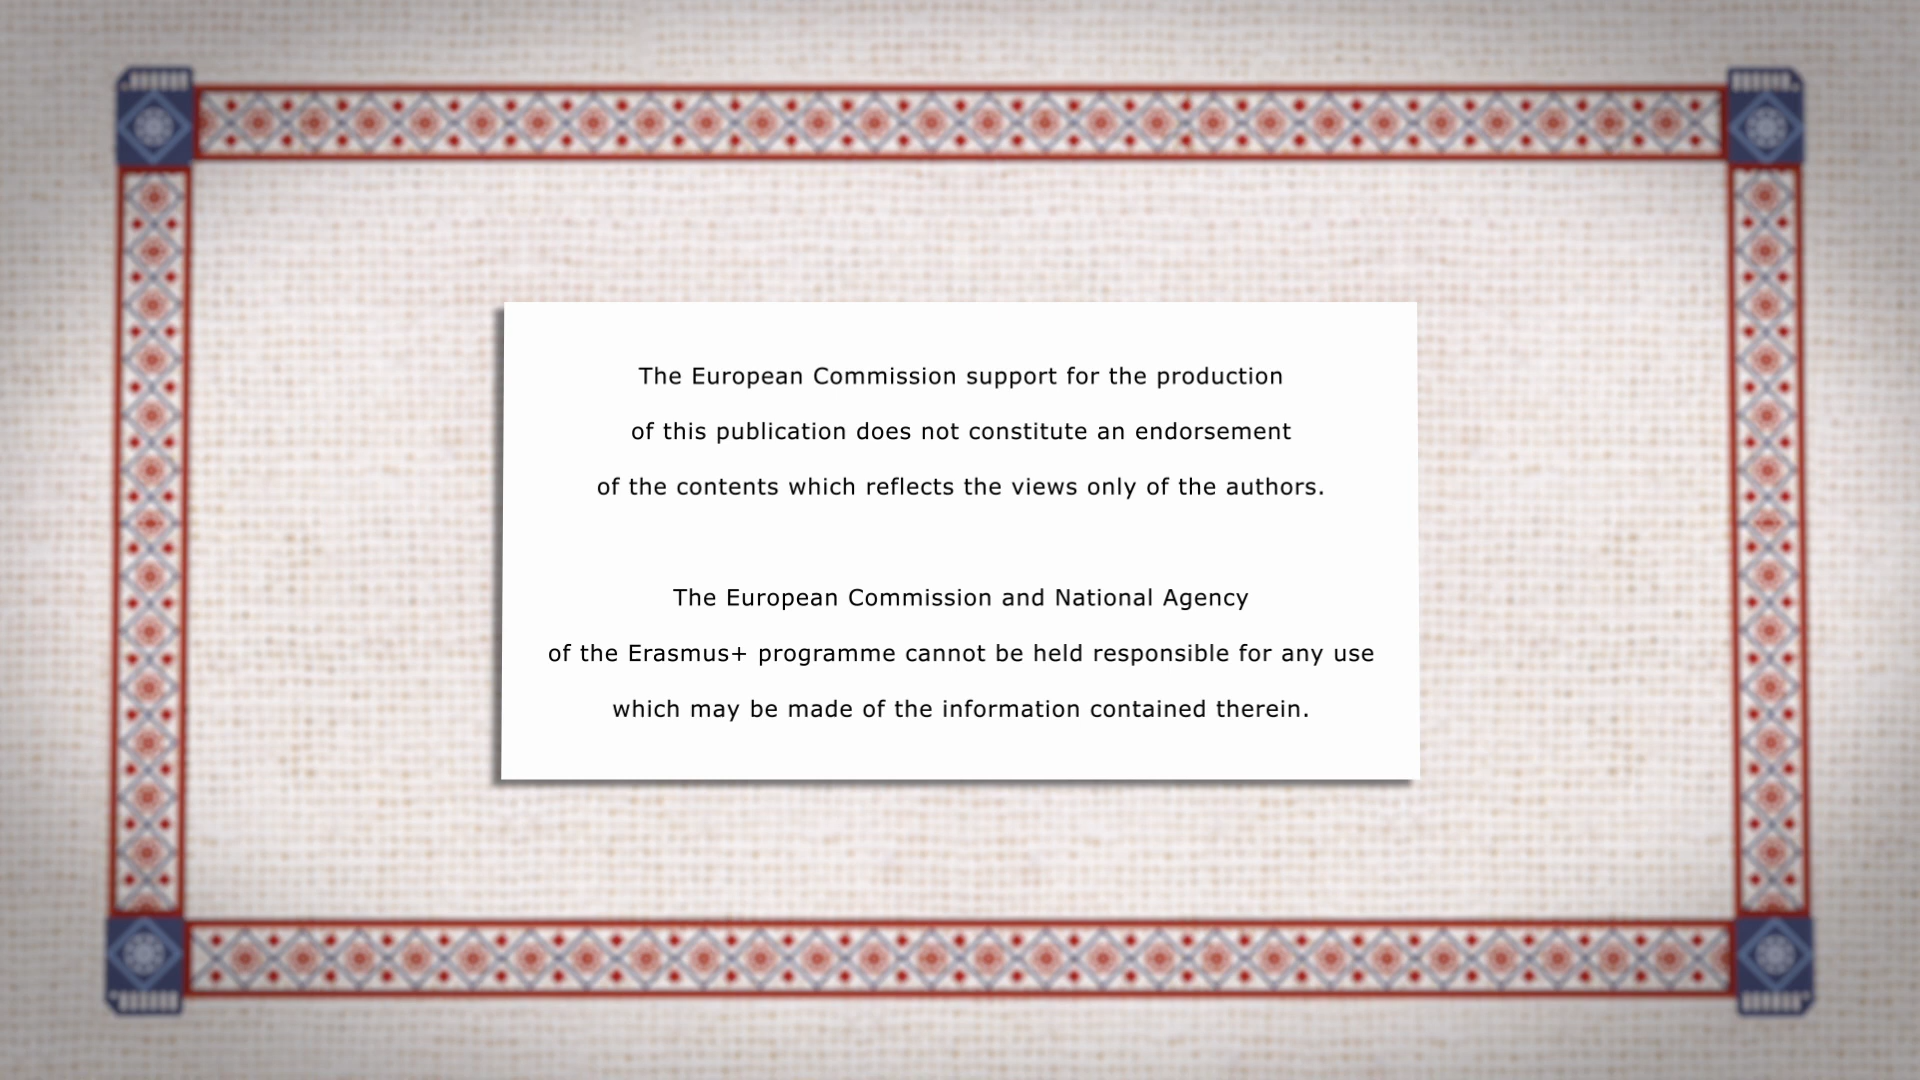 The European Commission support for the production
of this publication does not constitute an endorsement
of the contents which reflects the views only of the authors.
The European Commission and National Agency
of the Erasmus+ programme cannot be held responsible for any use
which may be made of the information contained therein.